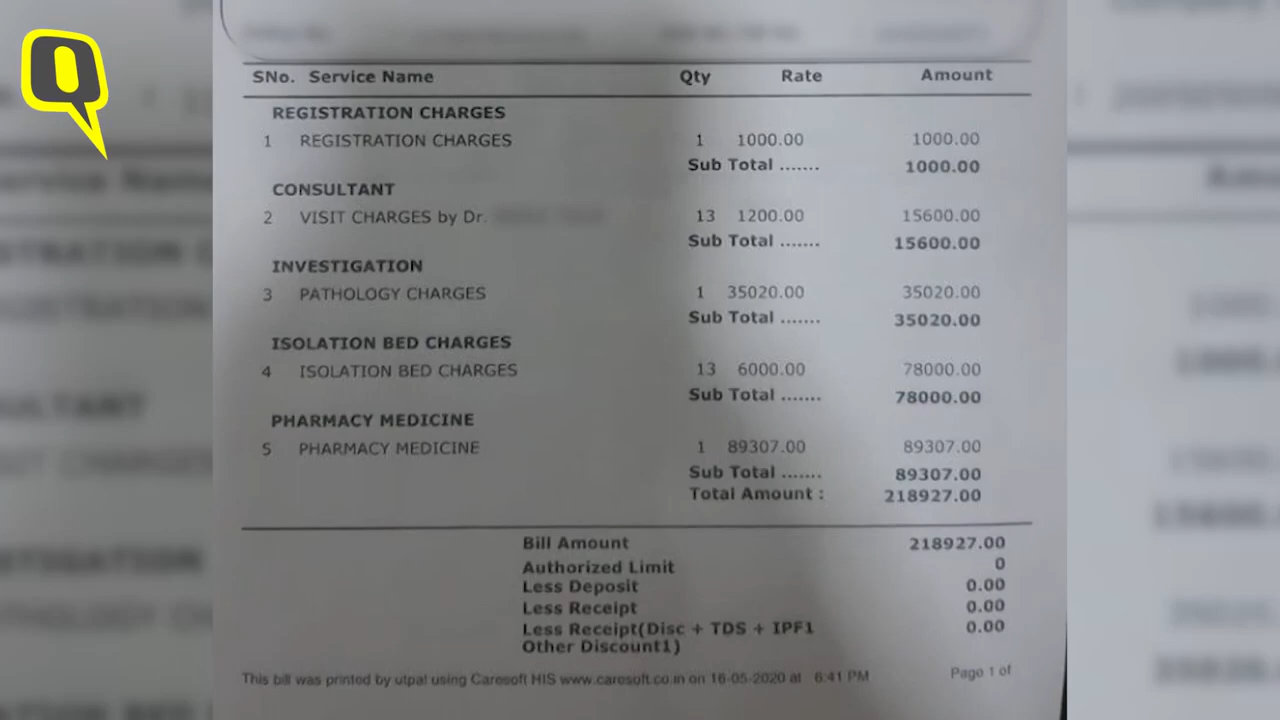 SNo. Service Name Qty Rate Amount
REGISTRATION CHARGES
1 REGISTRATION CHARGES 1 1000.00 1000.00
Sub Total ....... 1000.00
CONSULTANT
2 VISIT CHARGES by Dr. 13 1200.00 15600.00
Sub Total ....... 15600.00
INVESTIGATION
3 PATHOLOGY CHARGES 1 35020.00 35020.00
Sub Total ....... 35020.00
ISOLATION BED CHARGES
4 ISOLATION BED CHARGES 13 6000.00 78000.00
Sub Total ....... 78000.00
PHARMACY MEDICINE
5 PHARMACY MEDICINE 1 89307.00 89307.00
Sub Total ....... 89307.00
Total Amount : 218927.00
Bill Amount 218927.00
Authorized Limit 0
Less Deposit 0.00
Less Receipt 0.00
Less Receipt(Disc + TDS + IPF1 0.00
Other Discount1)
This bill was printed by utpal using Caresoft HIS www.caresoft.co.in on 16-05-2020 at 6:41 PM Page 1 of